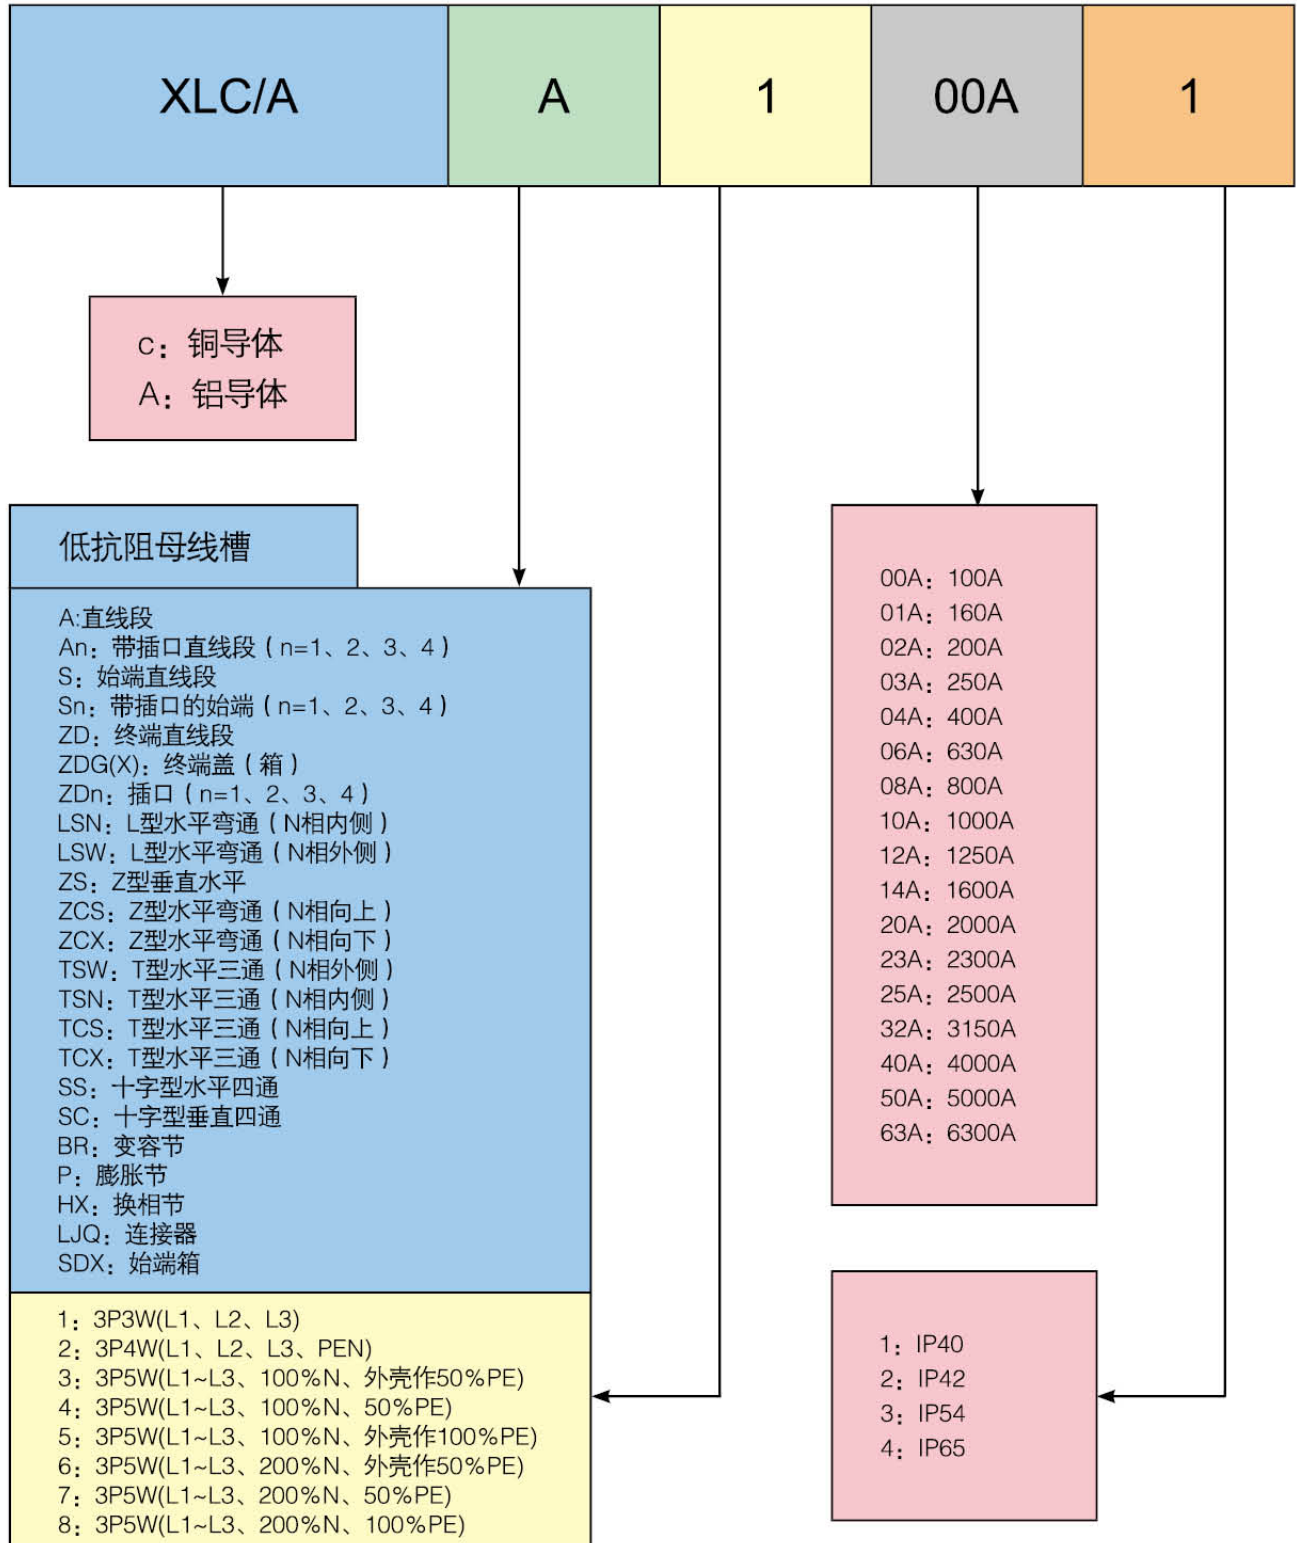 XLC/A A 1 00A 1
c：铜导体
A：铝导体
低抗阻母线槽
A:直线段
An：带插口直线段（n=1、2、3、4）
S：始端直线段
Sn：带插口的始端（n=1、2、3、4）
ZD：终端直线段
ZDG(X)：终端盖（箱）
ZDn：插口（n=1、2、3、4）
LSN：L型水平弯通（N相内侧）
LSW：L型水平弯通（N相外侧）
ZS：Z型垂直水平
ZCS：Z型水平弯通（N相向上）
ZCX：Z型水平弯通（N相向下）
TSW：T型水平三通（N相外侧）
TSN：T型水平三通（N相内侧）
TCS：T型水平三通（N相向上）
TCX：T型水平三通（N相向下）
SS：十字型水平四通
SC：十字型垂直四通
BR：变容节
P：膨胀节
HX：换相节
LJQ：连接器
SDX：始端箱
1：3P3W(L1、L2、L3)
2：3P4W(L1、L2、L3、PEN)
3：3P5W(L1~L3、100%N、外壳作50%PE)
4：3P5W(L1~L3、100%N、50%PE)
5：3P5W(L1~L3、100%N、外壳作100%PE)
6：3P5W(L1~L3、200%N、外壳作50%PE)
7：3P5W(L1~L3、200%N、50%PE)
8：3P5W(L1~L3、200%N、100%PE)
00A：100A
01A：160A
02A：200A
03A：250A
04A：400A
06A：630A
08A：800A
10A：1000A
12A：1250A
14A：1600A
20A：2000A
23A：2300A
25A：2500A
32A：3150A
40A：4000A
50A：5000A
63A：6300A
1：IP40
2：IP42
3：IP54
4：IP65